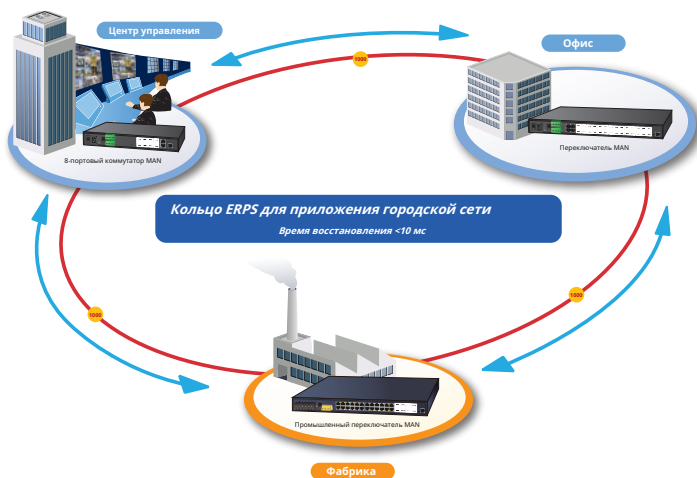 Центр управления
Офис
1000
8-портовый коммутатор MAN
Переключатель MAN
Кольцо ERPS для приложения городской сети
Время восстановления <10 мс
1000
1000
Промышленный переключатель MAN
Фабрика